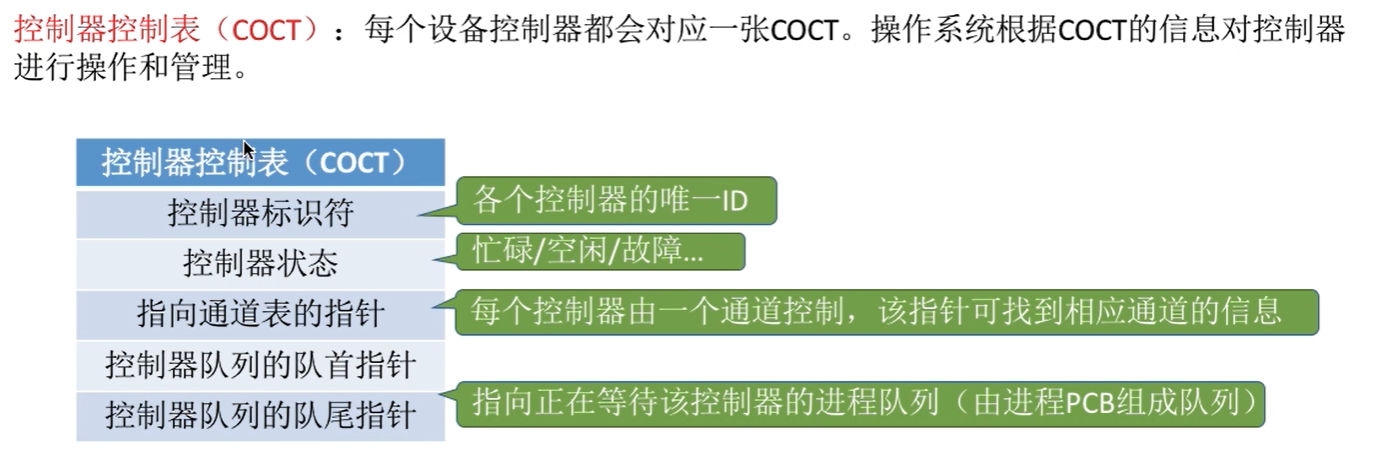 控制器控制表（COCT）：每个设备控制器都会对应一张COCT。操作系统根据COCT的信息对控制器
进行操作和管理。
控制器控制表（COCT）
控制器标识符
各个控制器的唯一ID
控制器状态
忙碌/空闲/故障...
指向通道表的指针
每个控制器由一个通道控制，该指针可找到相应通道的信息
控制器队列的队首指针
控制器队列的队尾指针
指向正在等待该控制器的进程队列（由进程PCB组成队列）